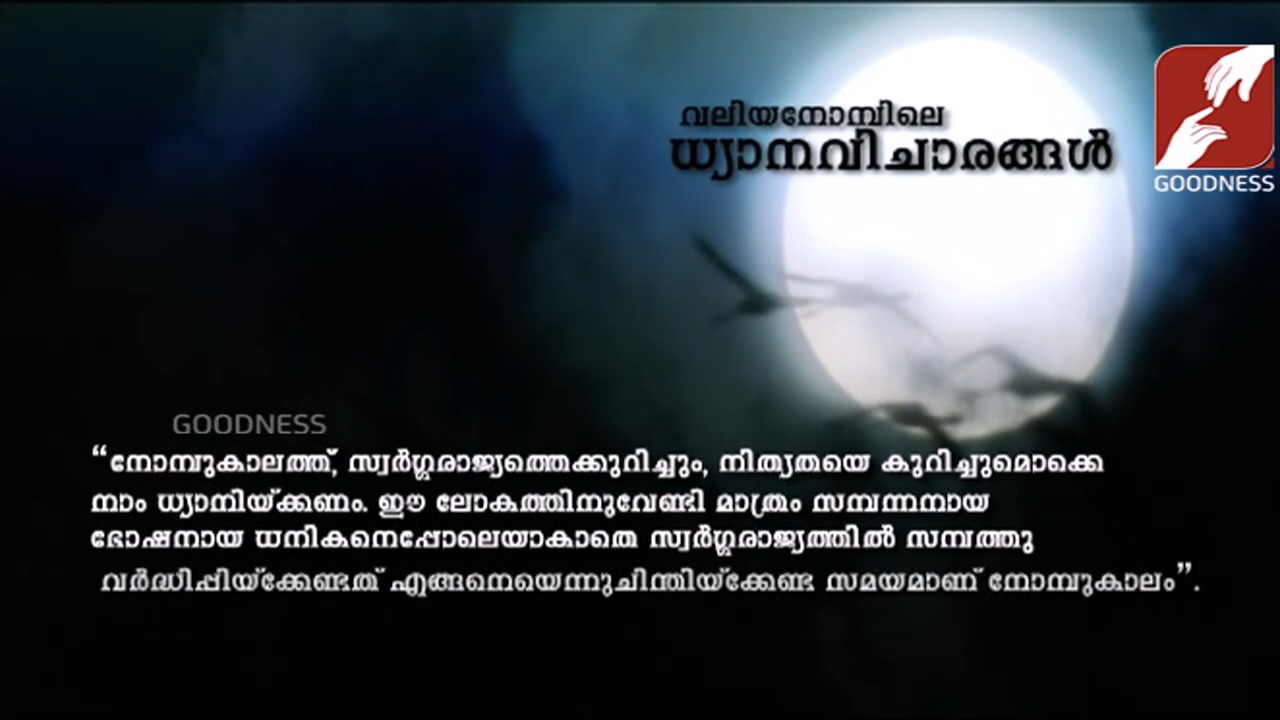 വലിയനോമ്പിലെ
ധ്യാനവിചാരങ്ങൾ
GOODNESS
GOODNESS
“നോമ്പുകാലത്ത്, സ്വർഗ്ഗരാജ്യത്തെക്കുറിച്ചും, നിത്യതയെ കുറിച്ചുമൊക്കെ
നാം ധ്യാനിയ്ക്കണം. ഈ ലോകത്തിനുവേണ്ടി മാത്രം സമ്പന്നനായ
ഭോഷനായ ധനികനെപ്പോലെയാകാതെ സ്വർഗ്ഗരാജ്യത്തിൽ സമ്പത്തു
വർദ്ധിപ്പിയ്ക്കേണ്ടത് എങ്ങനെയെന്നുചിന്തിയ്ക്കേണ്ട സമയമാണ് നോമ്പുകാലം”.